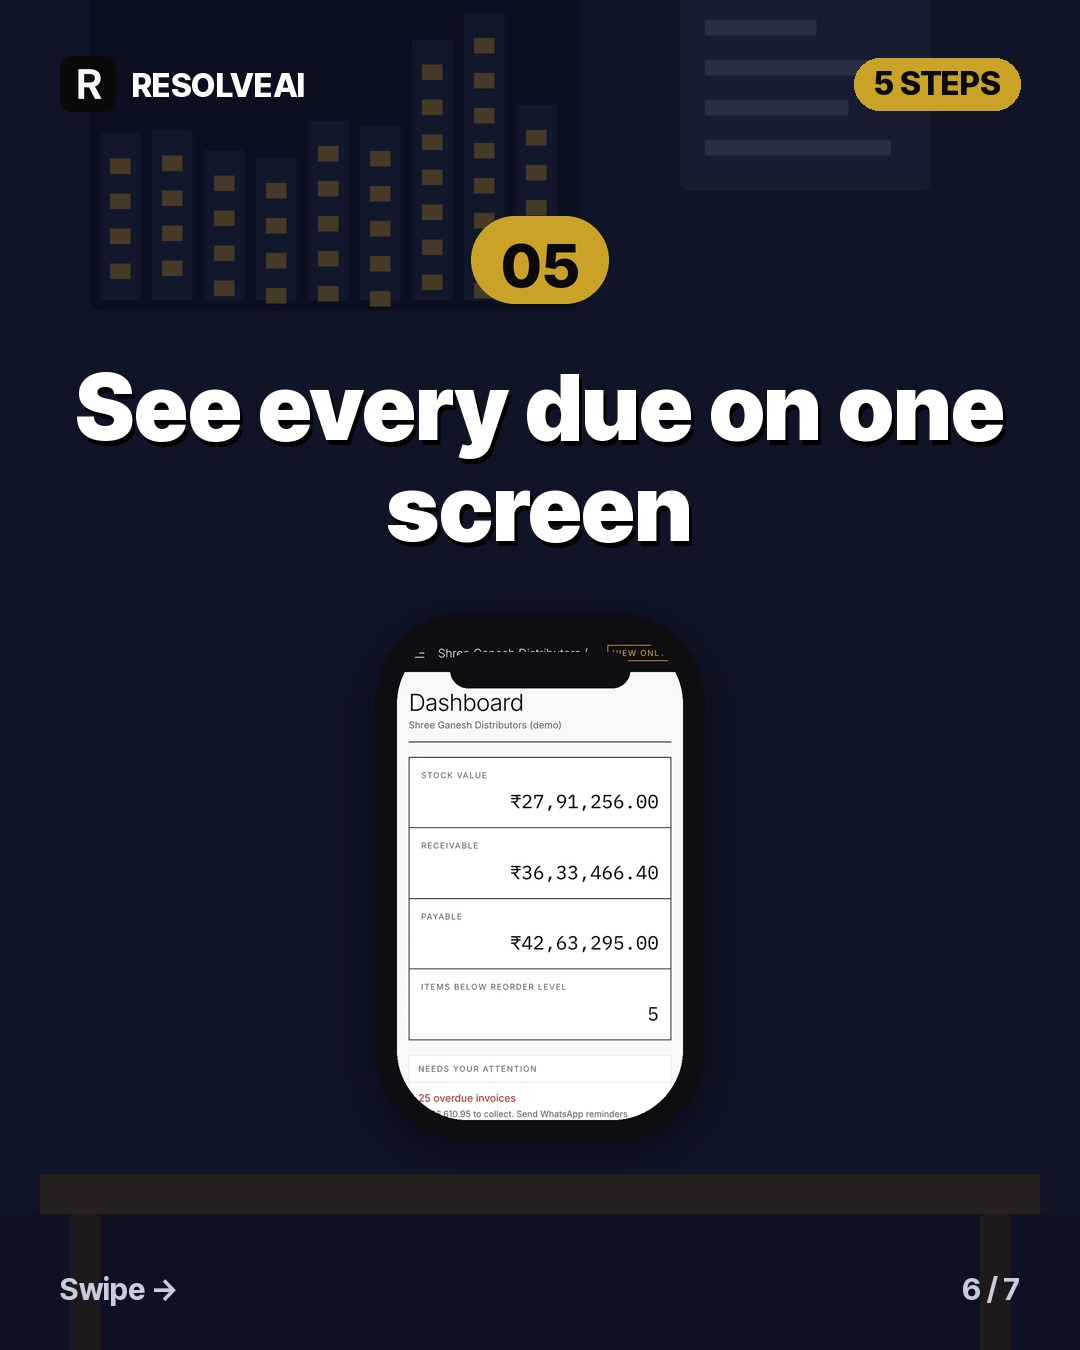 R RESOLVEAI
5 STEPS
05
See every due on one
screen
Dashboard
Shree Ganesh Distributors (demo)
STOCK VALUE
₹27,91,256.00
RECEIVABLE
₹36,33,466.40
PAYABLE
₹42,63,295.00
ITEMS BELOW REORDER LEVEL
5
NEEDS YOUR ATTENTION
25 overdue invoices
to collect. Send WhatsApp reminders
Swipe →
6 / 7